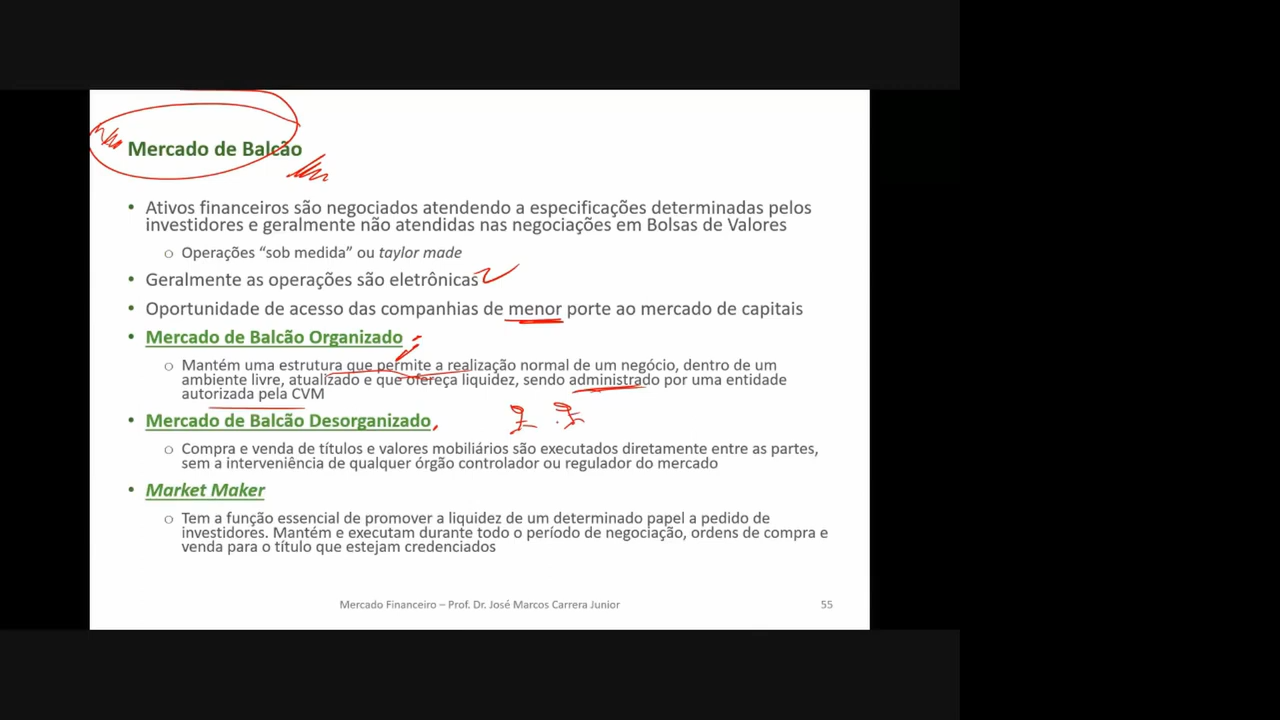 Mercado de Balcão
• Ativos financeiros são negociados atendendo a especificações determinadas pelos
investidores e geralmente não atendidas nas negociações em Bolsas de Valores
○ Operações “sob medida” ou taylor made
• Geralmente as operações são eletrônicas
• Oportunidade de acesso das companhias de menor porte ao mercado de capitais
• Mercado de Balcão Organizado
○ Mantém uma estrutura que permite a realização normal de um negócio, dentro de um
ambiente livre, atualizado e que ofereça liquidez, sendo administrado por uma entidade
autorizada pela CVM
• Mercado de Balcão Desorganizado
○ Compra e venda de títulos e valores mobiliários são executados diretamente entre as partes,
sem a interveniência de qualquer órgão controlador ou regulador do mercado
• Market Maker
○ Tem a função essencial de promover a liquidez de um determinado papel a pedido de
investidores. Mantém e executam durante todo o período de negociação, ordens de compra e
venda para o título que estejam credenciados
Mercado Financeiro – Prof. Dr. José Marcos Carrera Junior 55